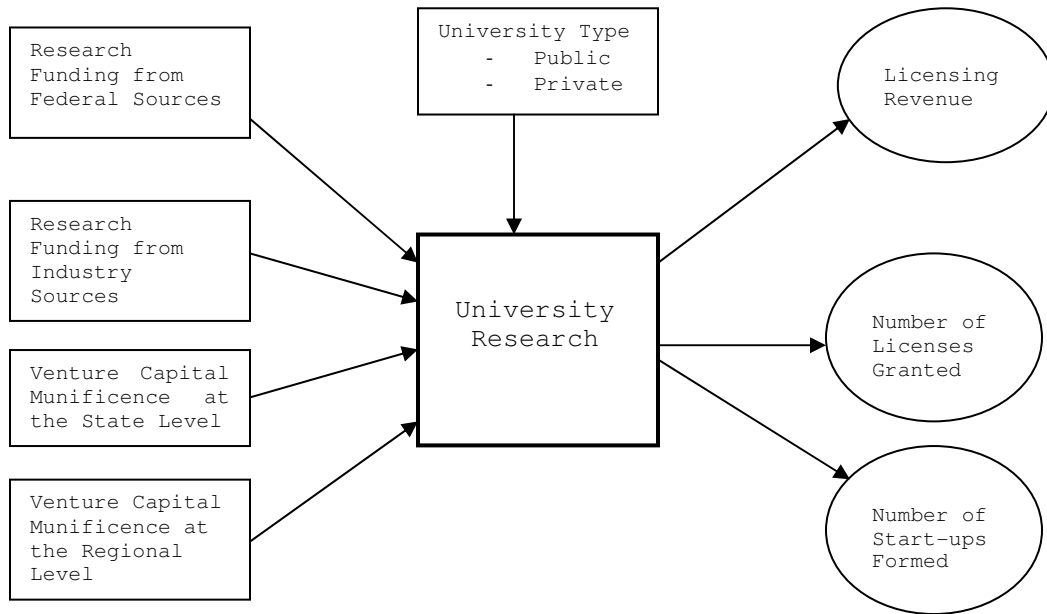 Research
Funding from
Federal Sources
Research
Funding from
Industry
Sources
Venture Capital
Munificence at
the State Level
Venture Capital
Munificence at
the Regional
Level
University Type
- Public
- Private
University
Research
Licensing
Revenue
Number of
Licenses
Granted
Number of
Start-ups
Formed